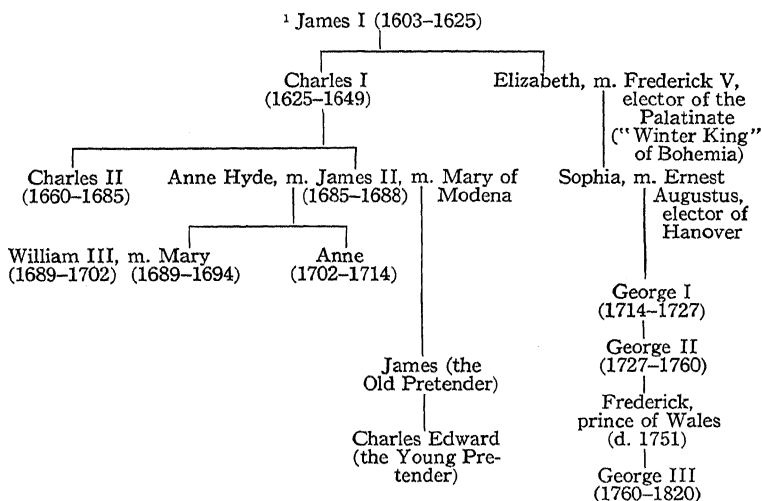 ¹ James I (1603–1625)
Charles I
(1625–1649)
Elizabeth, m. Frederick V,
elector of the
Palatinate
("Winter King"
of Bohemia)
Charles II
(1660–1685)
Anne Hyde, m. James II, m. Mary of
(1685–1688) Modena
Sophia, m. Ernest
Augustus,
elector of
Hanover
William III, m. Mary
(1689–1702) (1689–1694)
Anne
(1702–1714)
George I
(1714–1727)
George II
(1727–1760)
James (the
Old Pretender)
Frederick,
prince of Wales
(d. 1751)
Charles Edward
(the Young Pre-
tender)
George III
(1760–1820)